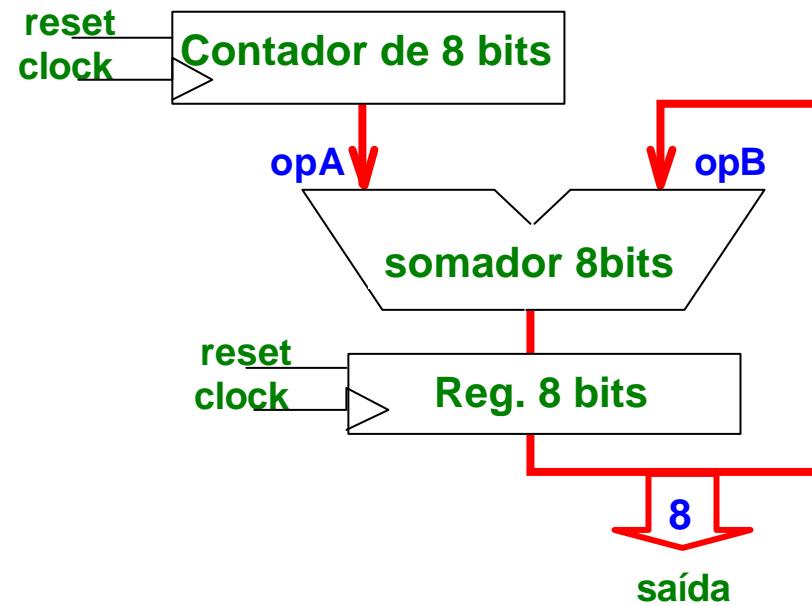 reset
clock
Contador de 8 bits
opA
opB
somador 8bits
reset
clock
Reg. 8 bits
8
saída